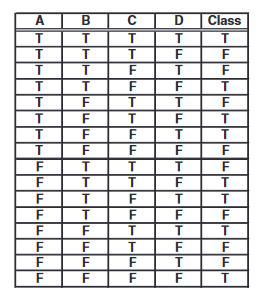 A B C D Class
T T T T T
T T T F F
T T F T F
T T F F T
T F T T F
T F T F T
T F F T T
T F F F F
F T T T F
F T T F T
F T F T T
F T F F F
F F T T T
F F T F F
F F F T F
F F F F T